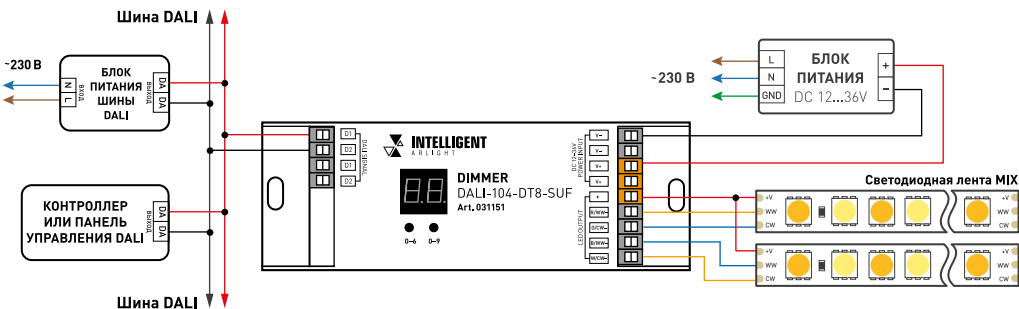 Шина DALI
~230 В
N
L
ВХОД
БЛОК
ПИТАНИЯ
ШИНЫ
DALI
ВЫХОД
DA
DA
КОНТРОЛЛЕР
ИЛИ ПАНЕЛЬ
УПРАВЛЕНИЯ DALI
ВЫХОД
DA
DA
Шина DALI
D1
D2
D1
D2
DALI SIGNAL
INTELLIGENT
ARLIGHT
DIMMER
DALI-104-DT8-SUF
Art. 031151
0–6
0–9
DC 12–36V
POWER INPUT
V–
V–
V+
V+
LED OUTPUT
+
R/WW–
G/CW–
B/WW–
W/CW–
~230 В
L
N
GND
БЛОК
ПИТАНИЯ
DC 12...36V
+
–
Светодиодная лента MIX
+V
WW
CW
+V
WW
CW
+V
WW
CW
+V
WW
CW